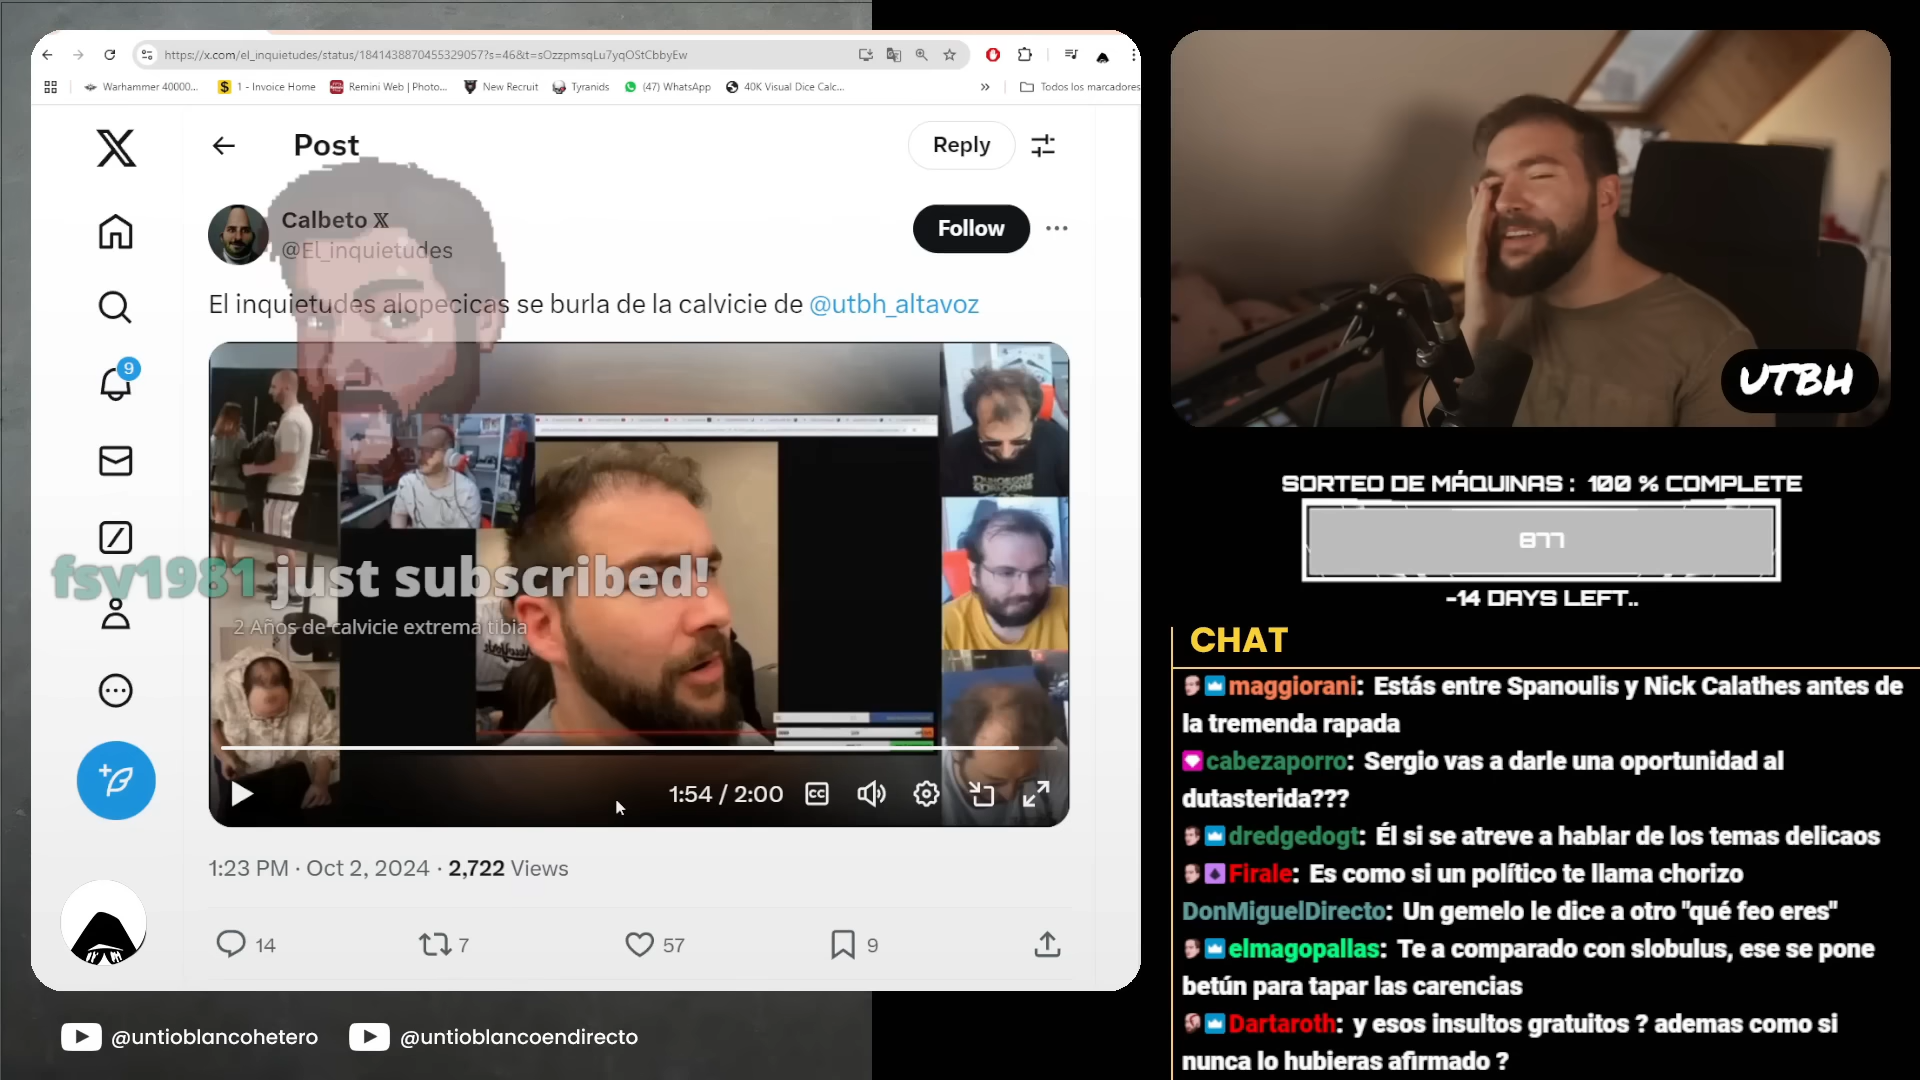 https://x.com/el_inquietudes/status/1841438870455329057?s=46&t=sOzzpmsqLu7yqOStCbbyEw
Warhammer 40000...
1 - Invoice Home
Remini Web | Photo...
New Recruit
Tyranids
(47) WhatsApp
40K Visual Dice Calc...
»
Todos los marcadores
Post
Reply
Calbeto 𝕏
@El_inquietudes
Follow
El inquietudes alopecicas se burla de la calvicie de @utbh_altavoz
9
fsv1981 just subscribed!
2 Años de calvicie extrema tibia
1:54 / 2:00
CC
1:23 PM · Oct 2, 2024 · 2,722 Views
14
7
57
9
@untioblancohetero
@untioblancoendirecto
UTBH
SORTEO DE MÁQUINAS : 100 % COMPLETE
877
-14 DAYS LEFT..
CHAT
maggiorani: Estás entre Spanoulis y Nick Calathes antes de
la tremenda rapada
cabezaporro: Sergio vas a darle una oportunidad al
dutasterida???
dredgedogt: Él si se atreve a hablar de los temas delicaos
Firale: Es como si un político te llama chorizo
DonMiguelDirecto: Un gemelo le dice a otro "qué feo eres"
elmagopallas: Te a comparado con slobulus, ese se pone
betún para tapar las carencias
Dartaroth: y esos insultos gratuitos ? ademas como si
nunca lo hubieras afirmado ?